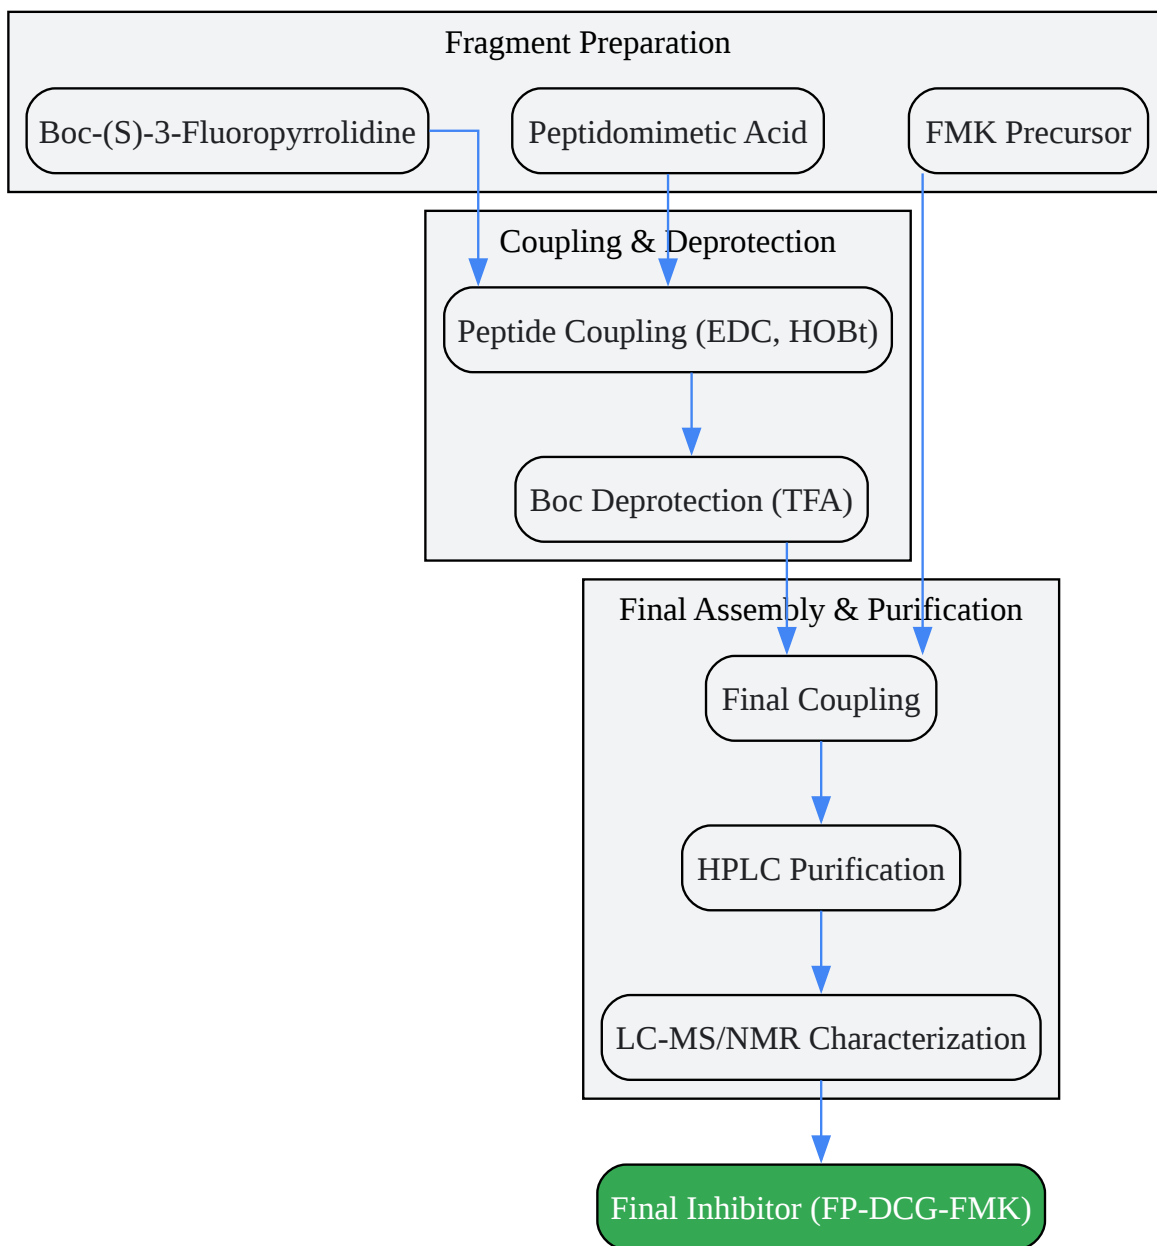 Fragment Preparation
Boc-(S)-3-Fluoropyrrolidine
Peptidomimetic Acid
FMK Precursor
Coupling & Deprotection
Peptide Coupling (EDC, HOBt)
Boc Deprotection (TFA)
Final Assembly & Purification
Final Coupling
HPLC Purification
LC-MS/NMR Characterization
Final Inhibitor (FP-DCG-FMK)